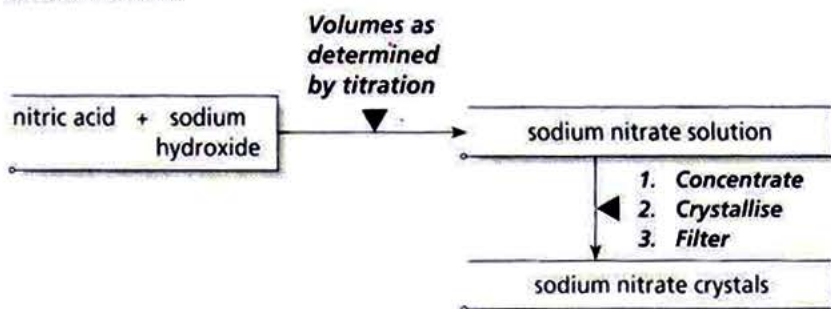 Volumes as
determined
by titration
nitric acid + sodium
hydroxide
sodium nitrate solution
1. Concentrate
2. Crystallise
3. Filter
sodium nitrate crystals